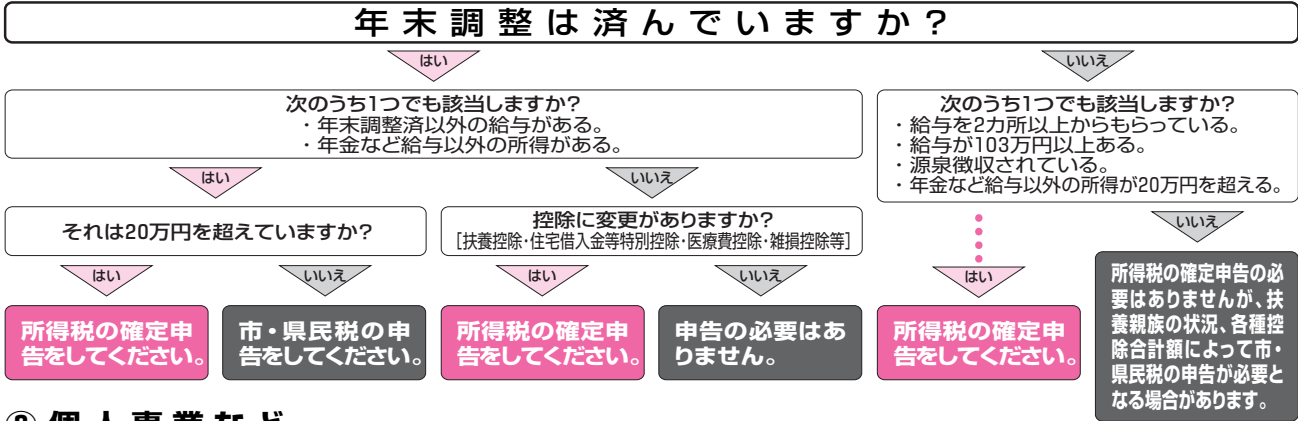 年末調整は済んでいますか?
はい
いいえ
次のうち1つでも該当しますか?
・年末調整済以外の給与がある。
・年金など給与以外の所得がある。
次のうち1つでも該当しますか?
・給与を2カ所以上からもらっている。
・給与が103万円以上ある。
・源泉徴収されている。
・年金など給与以外の所得が20万円を超える。
はい
いいえ
それは20万円を超えていますか?
控除に変更がありますか?
[扶養控除・住宅借入金等特別控除・医療費控除・雑損控除等]
いいえ
はい
いいえ
はい
いいえ
はい
所得税の確定申
告をしてください。
市・県民税の申
告をしてください。
所得税の確定申
告をしてください。
申告の必要はあ
りません。
所得税の確定申
告をしてください。
所得税の確定申告の必
要はありませんが、扶
養親族の状況、各種控
除合計額によって市・
県民税の申告が必要と
なる場合があります。